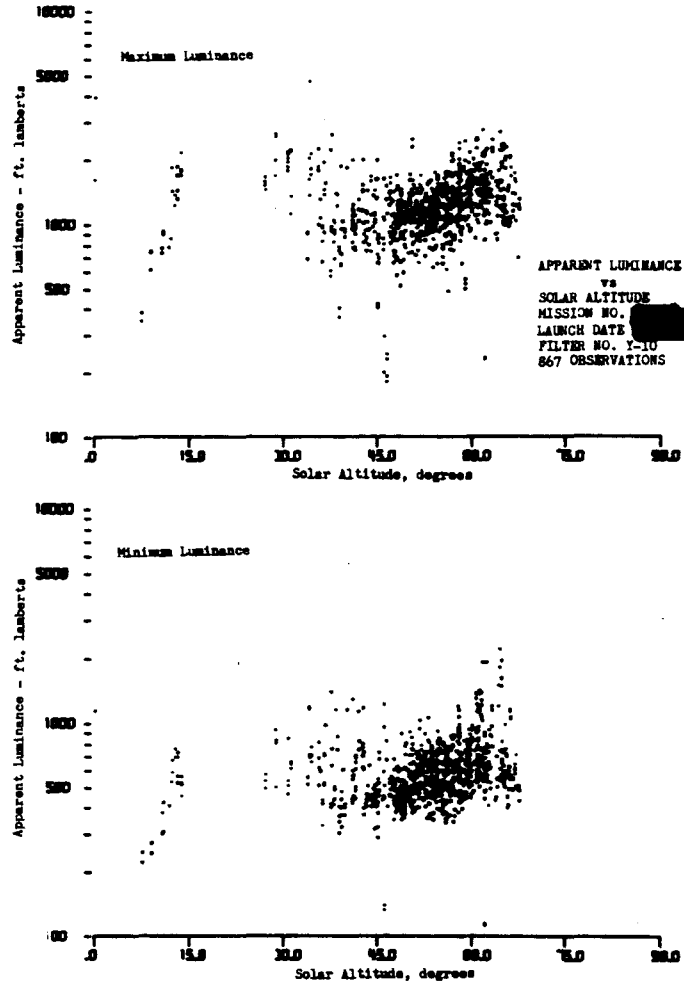 10000
Maximum Luminance
5000
Apparent Luminance - ft. lamberts
1000
500
100
.0 15.0 30.0 45.0 60.0 75.0 90.0
Solar Altitude, degrees
APPARENT LUMINANCE
vs
SOLAR ALTITUDE
MISSION NO.
LAUNCH DATE
FILTER NO. Y-10
867 OBSERVATIONS
10000
Minimum Luminance
5000
Apparent Luminance - ft. lamberts
1000
500
100
.0 15.0 30.0 45.0 60.0 75.0 90.0
Solar Altitude, degrees